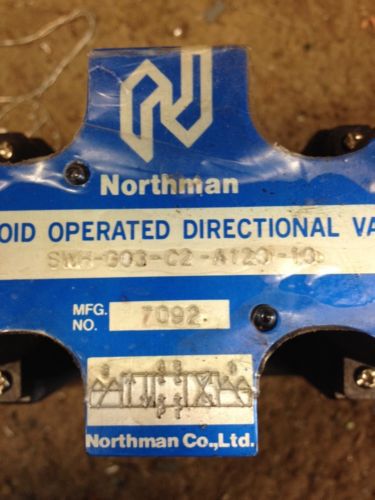 Northman
OID OPERATED DIRECTIONAL VA
SWH-G03-C2-A120-10
MFG. NO. 7092
Northman Co.,Ltd.